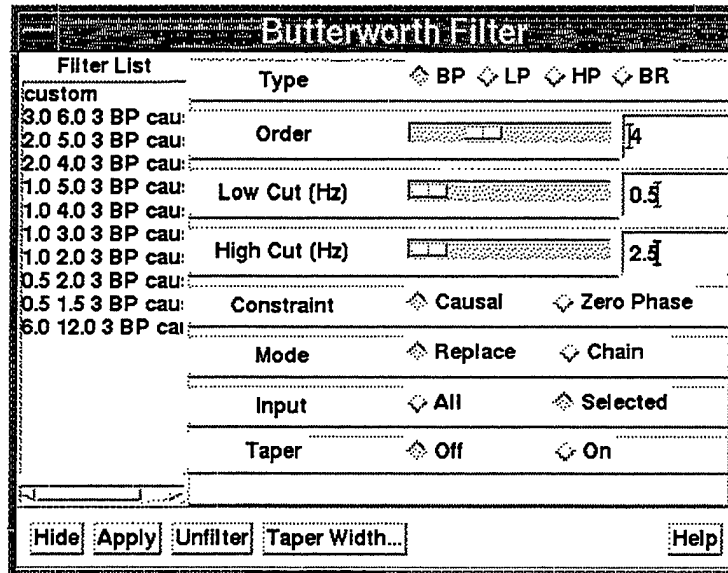 Butterworth Filter
Filter List
custom
3.0 6.0 3 BP cau
2.0 5.0 3 BP cau
2.0 4.0 3 BP cau
1.0 5.0 3 BP cau
1.0 4.0 3 BP cau
1.0 3.0 3 BP cau
1.0 2.0 3 BP cau
0.5 2.0 3 BP cau
0.5 1.5 3 BP cau
6.0 12.0 3 BP cau
Type BP LP HP BR
Order 4
Low Cut (Hz) 0.5
High Cut (Hz) 2.5
Constraint Causal Zero Phase
Mode Replace Chain
Input All Selected
Taper Off On
Hide Apply Unfilter Taper Width... Help